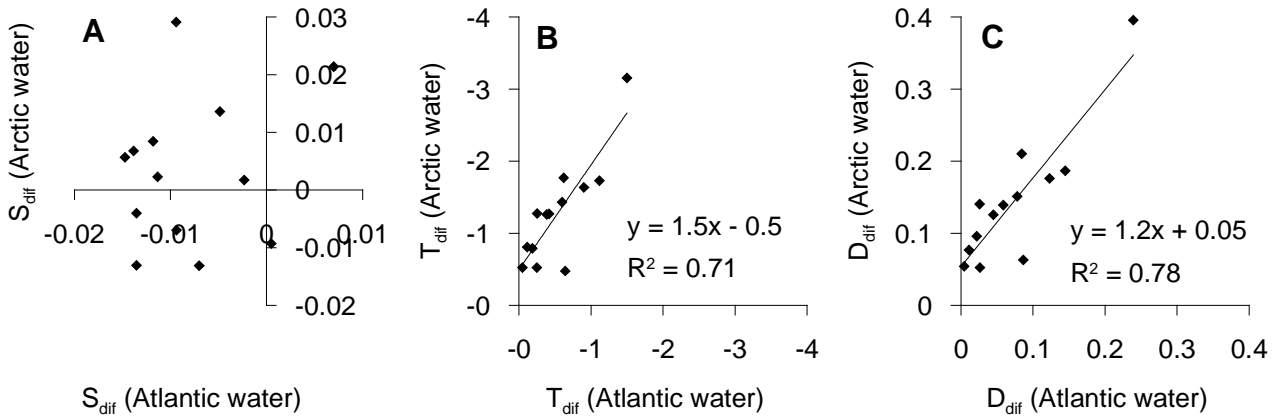 A
S_dif (Arctic water)
0.03
0.02
0.01
0
-0.01
-0.02
-0.02
-0.01
0
0.01
S_dif (Atlantic water)
B
T_dif (Arctic water)
-4
-3
-2
-1
-0
y = 1.5x - 0.5
R² = 0.71
-0
-1
-2
-3
-4
T_dif (Atlantic water)
C
D_dif (Arctic water)
0.4
0.3
0.2
0.1
0
y = 1.2x + 0.05
R² = 0.78
0
0.1
0.2
0.3
0.4
D_dif (Atlantic water)